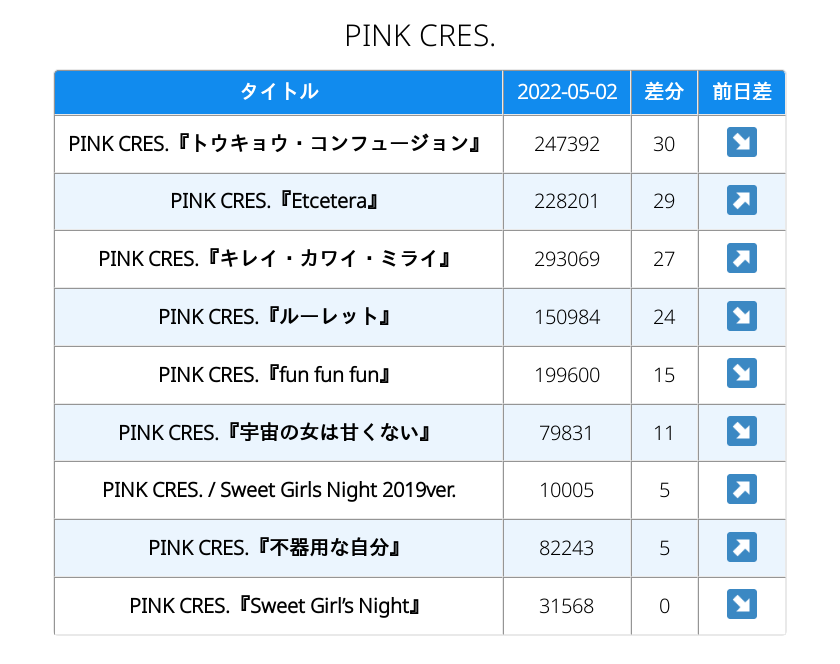 PINK CRES.
タイトル 2022-05-02 差分 前日差
PINK CRES.『トウキョウ・コンフュージョン』 247392 30 ↘
PINK CRES.『Etcetera』 228201 29 ↗
PINK CRES.『キレイ・カワイ・ミライ』 293069 27 ↗
PINK CRES.『ルーレット』 150984 24 ↘
PINK CRES.『fun fun fun』 199600 15 ↘
PINK CRES.『宇宙の女は甘くない』 79831 11 ↘
PINK CRES. / Sweet Girls Night 2019ver. 10005 5 ↗
PINK CRES.『不器用な自分』 82243 5 ↗
PINK CRES.『Sweet Girl’s Night』 31568 0 ↘